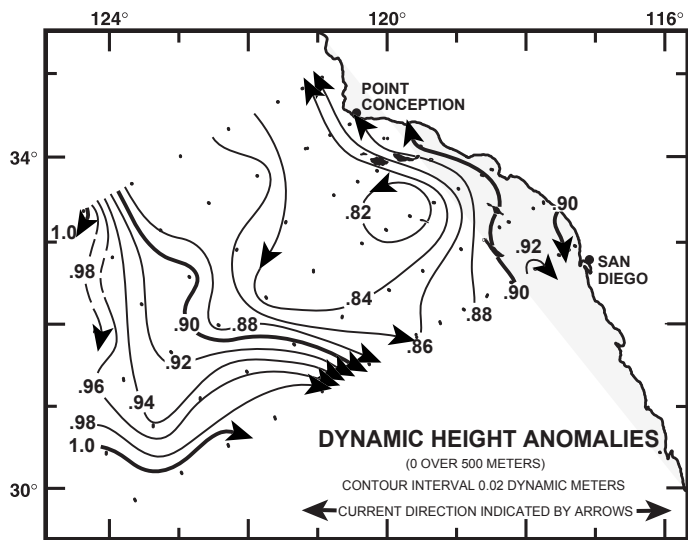 124°
120°
116°
POINT
CONCEPTION
34°
.82
.90
1.0
.92
SAN
DIEGO
.98
.90
.84
.88
.90
.88
.86
.92
.96
.94
.98
1.0
DYNAMIC HEIGHT ANOMALIES
(0 OVER 500 METERS)
CONTOUR INTERVAL 0.02 DYNAMIC METERS
30°
CURRENT DIRECTION INDICATED BY ARROWS